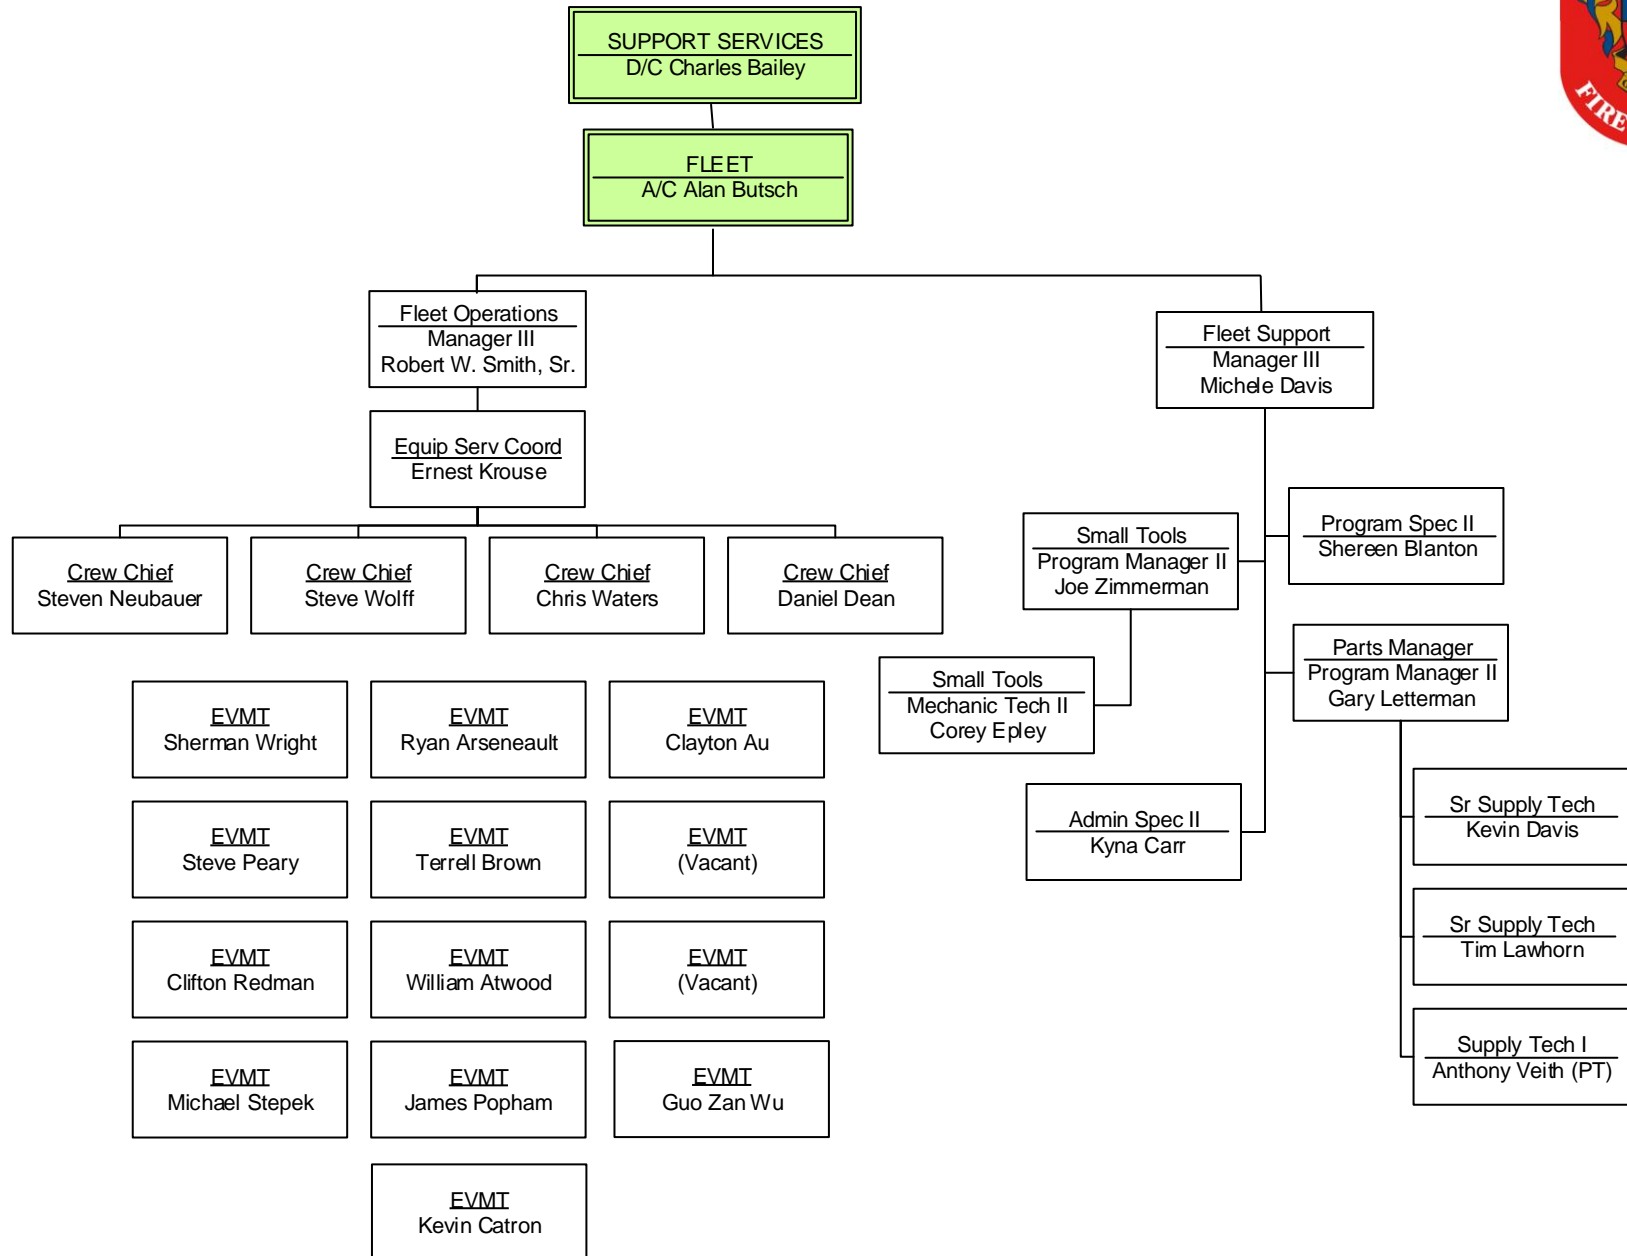 FIRE
SUPPORT SERVICES
D/C Charles Bailey
FLEET
A/C Alan Butsch
Fleet Operations
Manager III
Robert W. Smith, Sr.
Fleet Support
Manager III
Michele Davis
Equip Serv Coord
Ernest Krouse
Crew Chief
Steven Neubauer
Crew Chief
Steve Wolff
Crew Chief
Chris Waters
Crew Chief
Daniel Dean
Small Tools
Program Manager II
Joe Zimmerman
Program Spec II
Shereen Blanton
Small Tools
Mechanic Tech II
Corey Epley
Parts Manager
Program Manager II
Gary Letterman
Admin Spec II
Kyna Carr
Sr Supply Tech
Kevin Davis
Sr Supply Tech
Tim Lawhorn
Supply Tech I
Anthony Veith (PT)
EVMT
Sherman Wright
EVMT
Ryan Arseneault
EVMT
Clayton Au
EVMT
Steve Peary
EVMT
Terrell Brown
EVMT
(Vacant)
EVMT
Clifton Redman
EVMT
William Atwood
EVMT
(Vacant)
EVMT
Michael Stepek
EVMT
James Popham
EVMT
Guo Zan Wu
EVMT
Kevin Catron